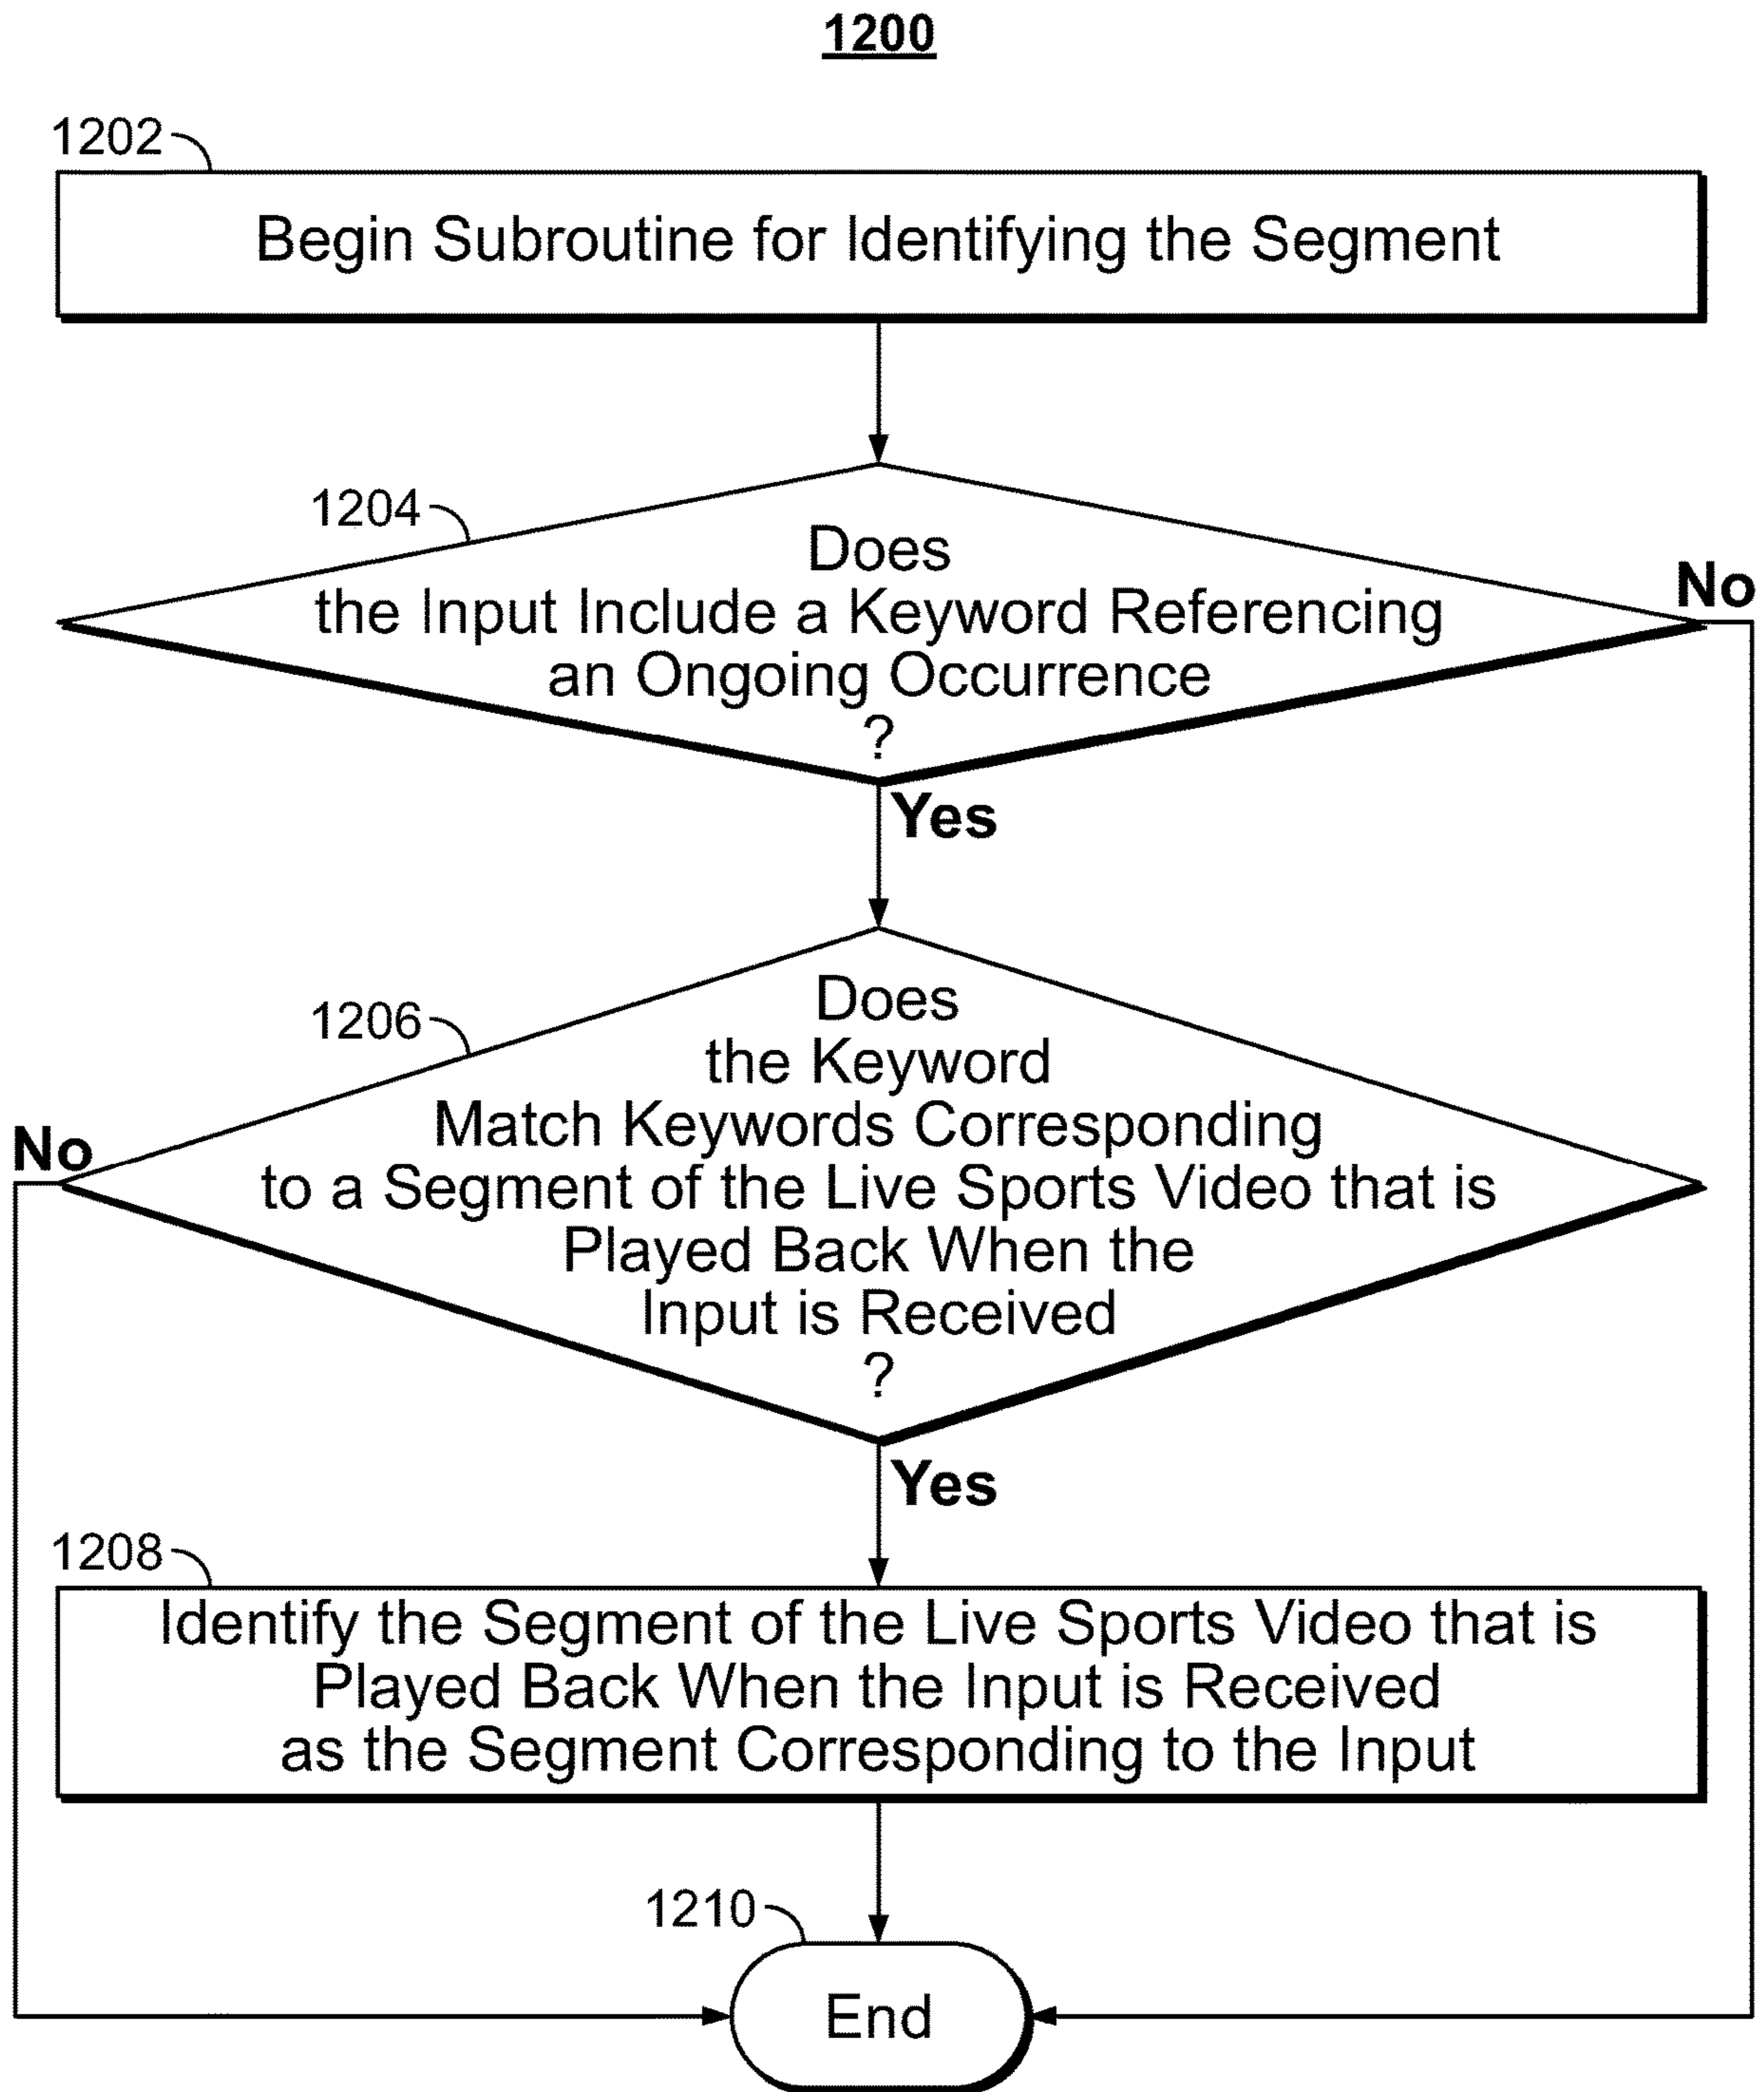 1200
1202
Begin Subroutine for Identifying the Segment
1204
Does
the Input Include a Keyword Referencing
an Ongoing Occurrence
?
No
Yes
1206
Does
the Keyword
Match Keywords Corresponding
to a Segment of the Live Sports Video that is
Played Back When the
Input is Received
?
No
Yes
1208
Identify the Segment of the Live Sports Video that is
Played Back When the Input is Received
as the Segment Corresponding to the Input
1210
End